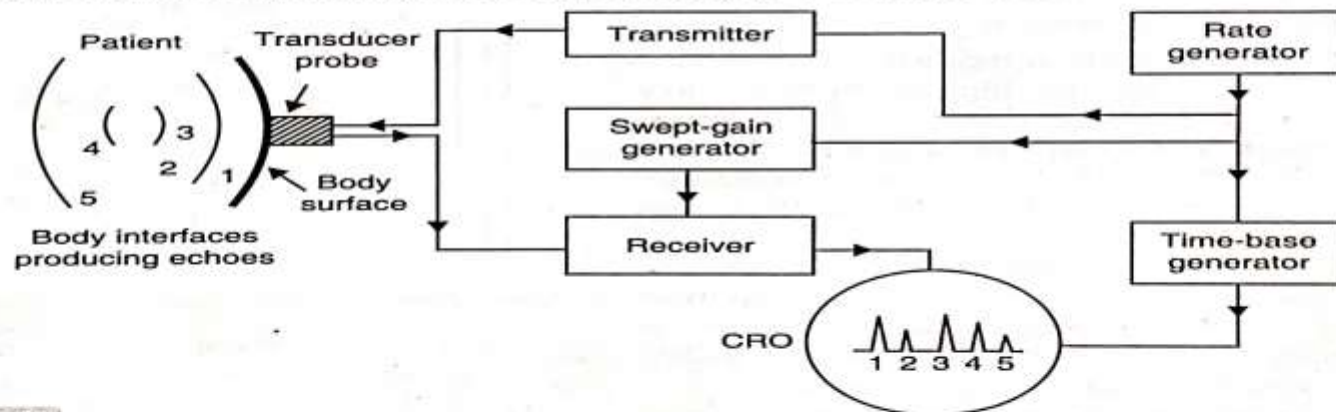 Patient
Transducer
probe
Transmitter
Rate
generator
Swept-gain
generator
4
3
2
1
5
Body
surface
Body interfaces
producing echoes
Receiver
Time-base
generator
CRO
1 2 3 4 5